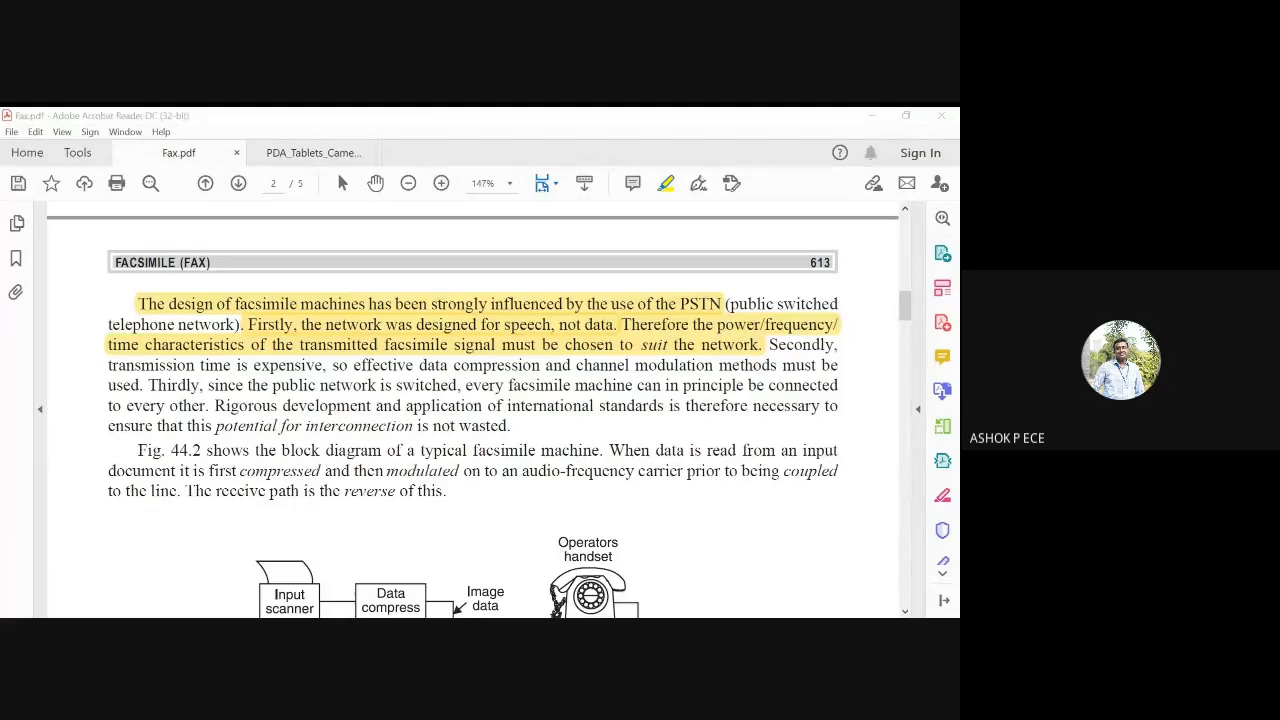 Fax.pdf - Adobe Acrobat Reader DC (32-bit)
File Edit View Sign Window Help
Home Tools Fax.pdf × PDA_Tablets_Came... Sign In
2 / 5 147%
FACSIMILE (FAX) 613
The design of facsimile machines has been strongly influenced by the use of the PSTN (public switched
telephone network). Firstly, the network was designed for speech, not data. Therefore the power/frequency/
time characteristics of the transmitted facsimile signal must be chosen to suit the network. Secondly,
transmission time is expensive, so effective data compression and channel modulation methods must be
used. Thirdly, since the public network is switched, every facsimile machine can in principle be connected
to every other. Rigorous development and application of international standards is therefore necessary to
ensure that this potential for interconnection is not wasted.
Fig. 44.2 shows the block diagram of a typical facsimile machine. When data is read from an input
document it is first compressed and then modulated on to an audio-frequency carrier prior to being coupled
to the line. The receive path is the reverse of this.
Operators
handset
Input
scanner
Data
compress
Image
data
ASHOK P ECE